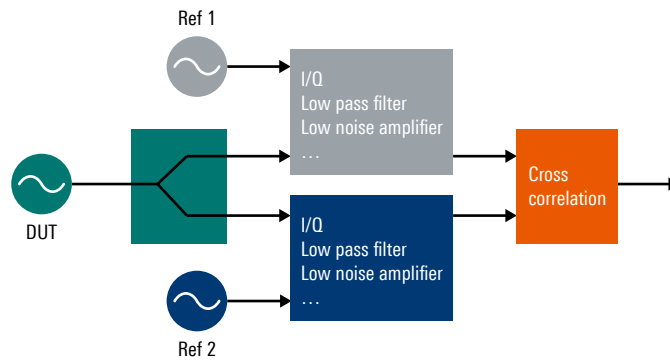 Ref 1
I/Q
Low pass filter
Low noise amplifier
...
DUT
Cross
correlation
I/Q
Low pass filter
Low noise amplifier
...
Ref 2